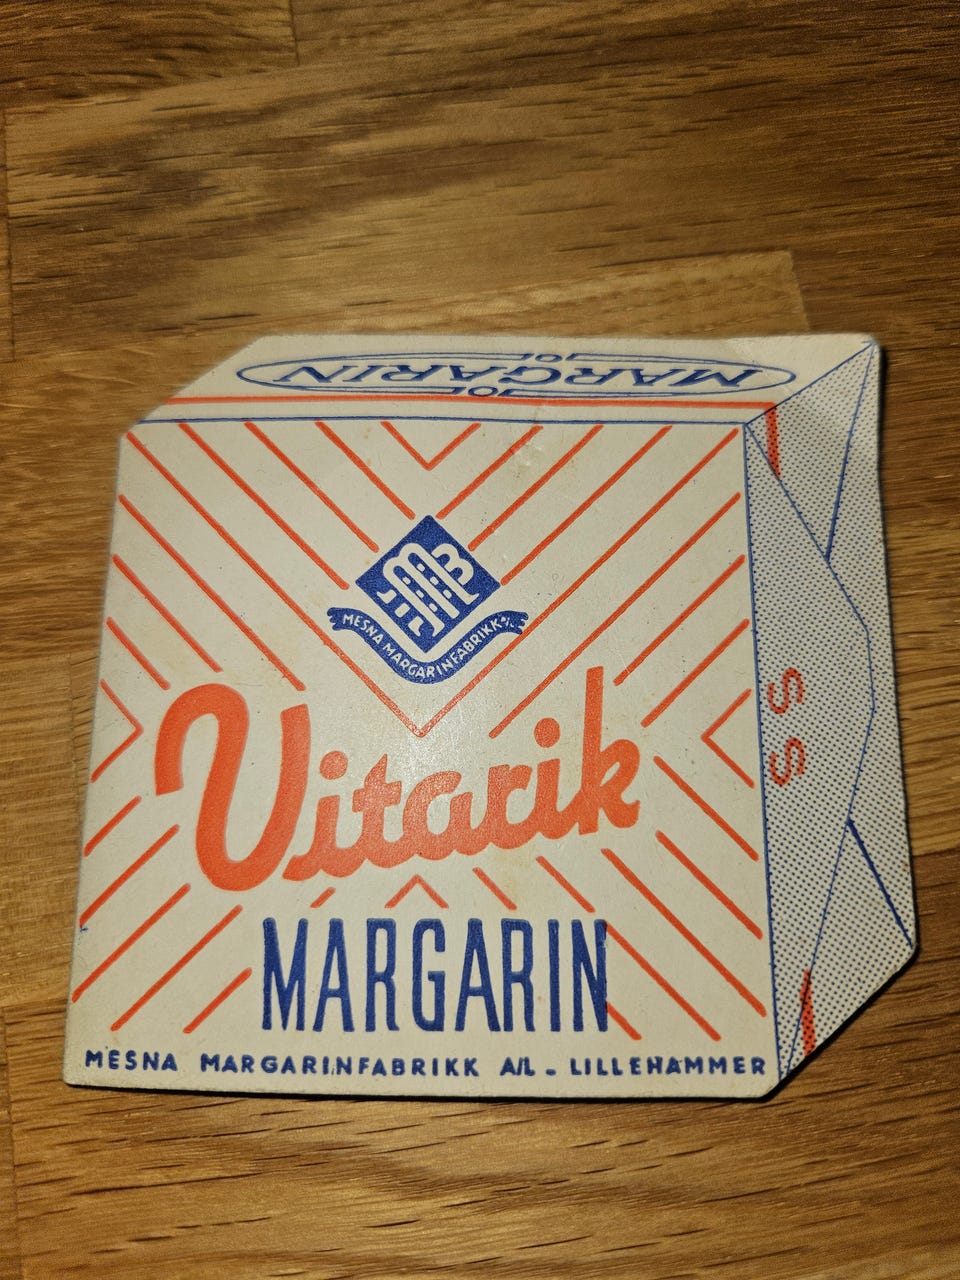 MARGARIN
MESNA MARGARINFABRIKK A/L
Vitarik
MARGARIN
MESNA MARGARINFABRIKK A/L - LILLEHAMMER
S S